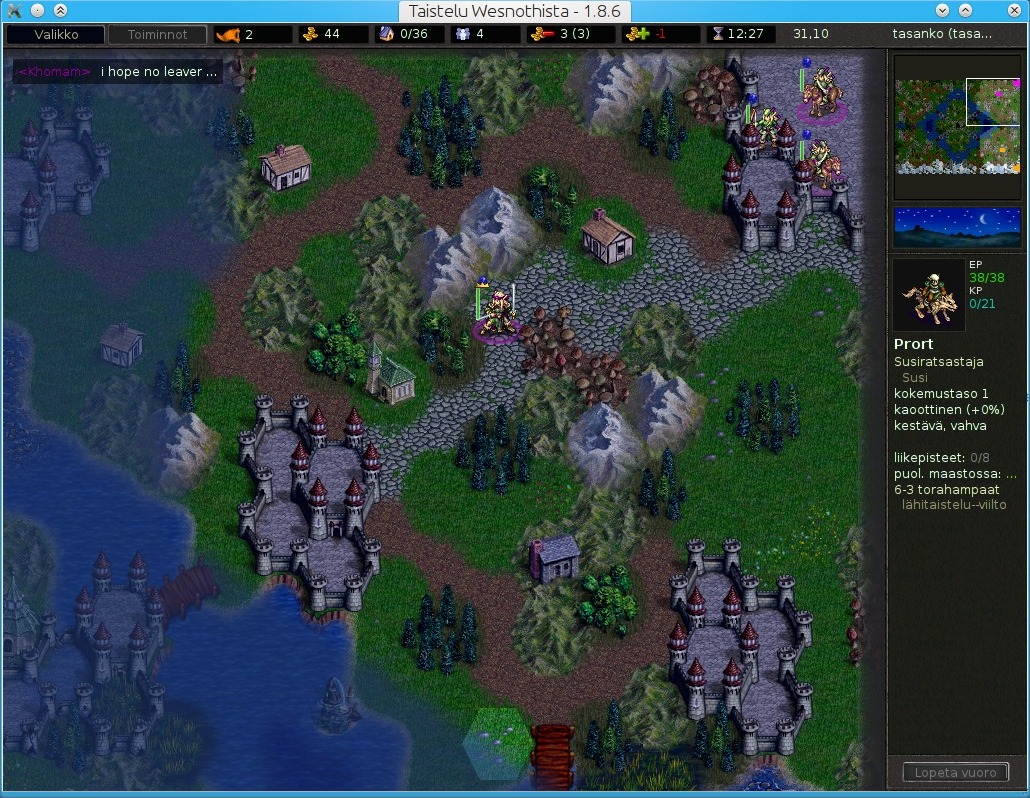 Taistelu Wesnothista - 1.8.6
Valikko
Toiminnot
2
44
0/36
4
3 (3)
-1
12:27
31,10
tasanko (tasa...
<Khomam> i hope no leaver ...
EP
38/38
KP
0/21
Prort
Susiratsastaja
Susi
kokemustaso 1
kaoottinen (+0%)
kestävä, vahva
liikepisteet: 0/8
puol. maastossa: ...
6-3 torahampaat
lähitaistelu--viilto
Lopeta vuoro